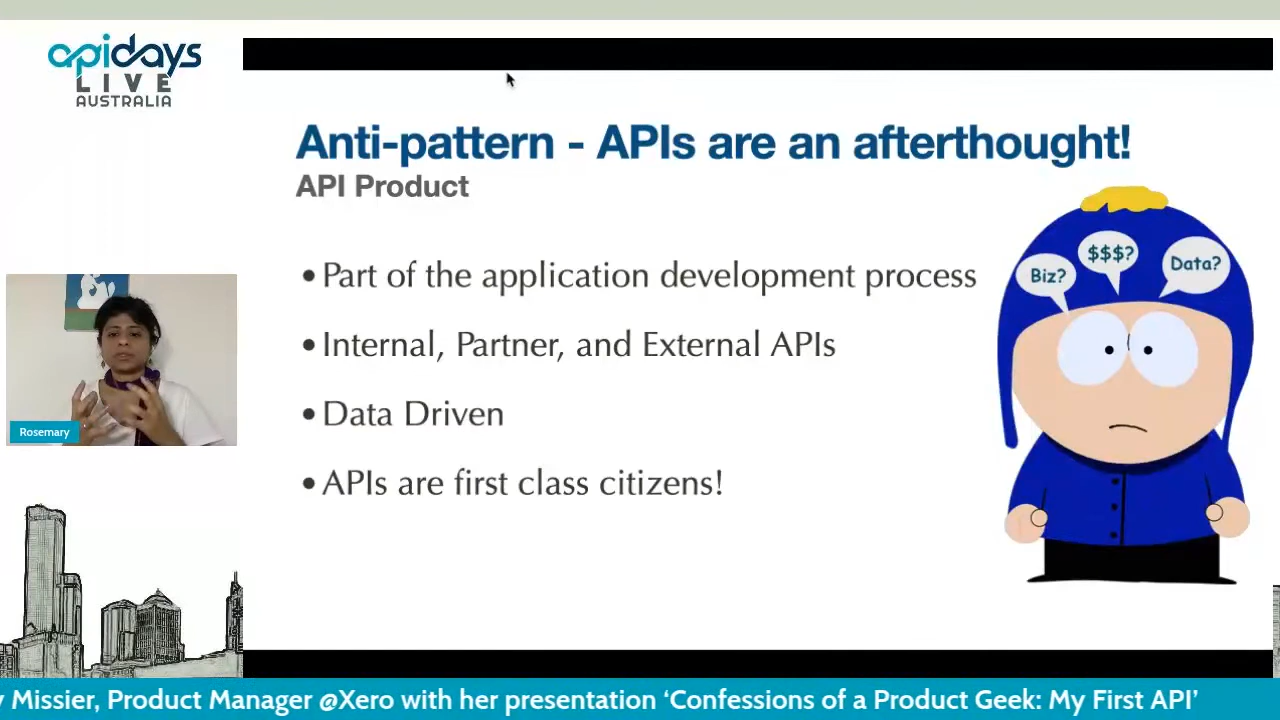 apidays
LIVE
AUSTRALIA
Anti-pattern - APIs are an afterthought!
API Product
• Part of the application development process
• Internal, Partner, and External APIs
• Data Driven
• APIs are first class citizens!
Biz?
$$$?
Data?
Rosemary
y Missier, Product Manager @Xero with her presentation ‘Confessions of a Product Geek: My First API’